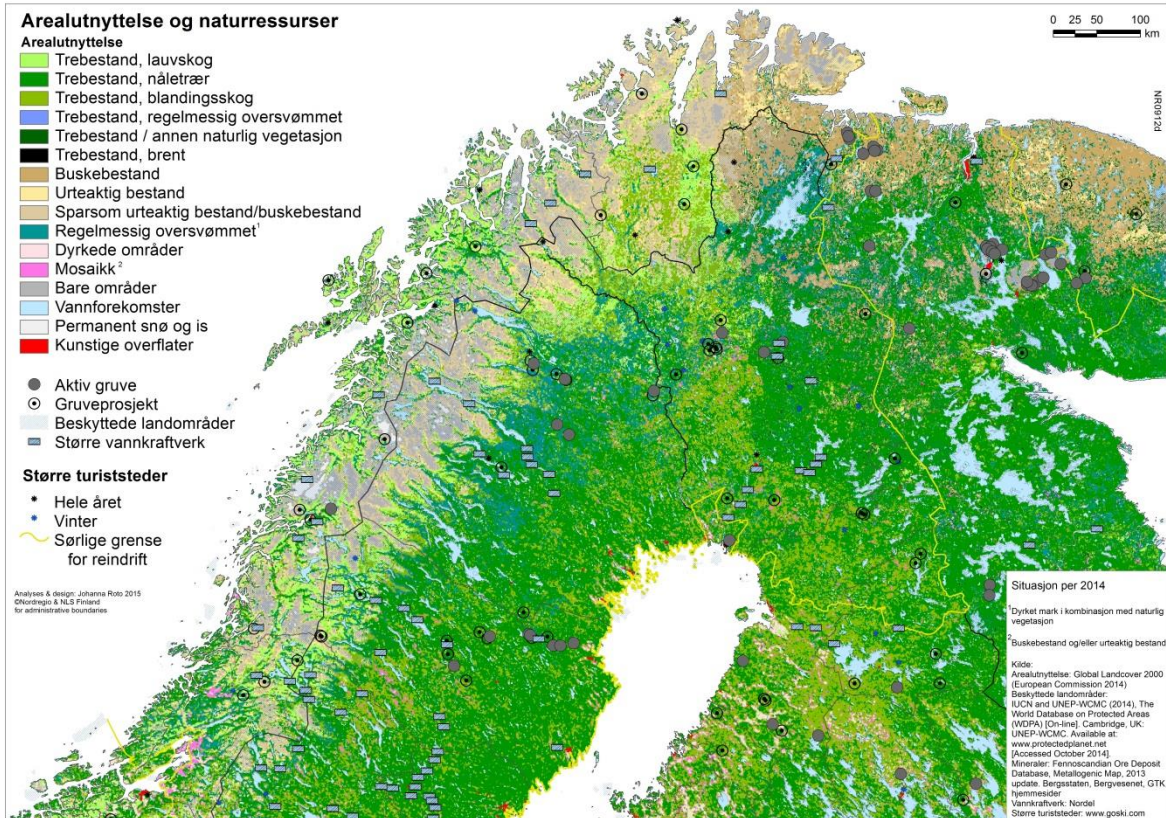 Arealutnyttelse og naturressurser
Arealutnyttelse
Trebestand, lauvskog
Trebestand, nåletrær
Trebestand, blandingsskog
Trebestand, regelmessig oversvømmet
Trebestand / annen naturlig vegetasjon
Trebestand, brent
Buskebestand
Urteaktig bestand
Sparsom urteaktig bestand/buskebestand
Regelmessig oversvømmet¹
Dyrkede områder
Mosaikk ²
Bare områder
Vannforekomster
Permanent snø og is
Kunstige overflater
Aktiv gruve
Gruveprosjekt
Beskyttede landområder
Større vannkraftverk
Større turiststeder
Hele året
Vinter
Sørlige grense
for reindrift
Analyses & design: Johanna Roto 2015
©Nordregio & NLS Finland
for administrative boundaries
0 25 50 100
km
NR0912d
Situasjon per 2014
¹Dyrket mark i kombinasjon med naturlig
vegetasjon
²Buskebestand og/eller urteaktig bestand
Kilde:
Arealutnyttelse: Global Landcover 2000
(European Commission 2014)
Beskyttede landområder:
IUCN and UNEP-WCMC (2014), The
World Database on Protected Areas
(WDPA) [On-line]. Cambridge, UK:
UNEP-WCMC. Available at:
www.protectedplanet.net
[Accessed October 2014].
Mineraler: Fennoscandian Ore Deposit
Database, Metallogenic Map, 2013
update. Bergsstaten, Bergvesenet, GTK
hjemmesider
Vannkraftverk: Nordel
Større turiststeder: www.goski.com